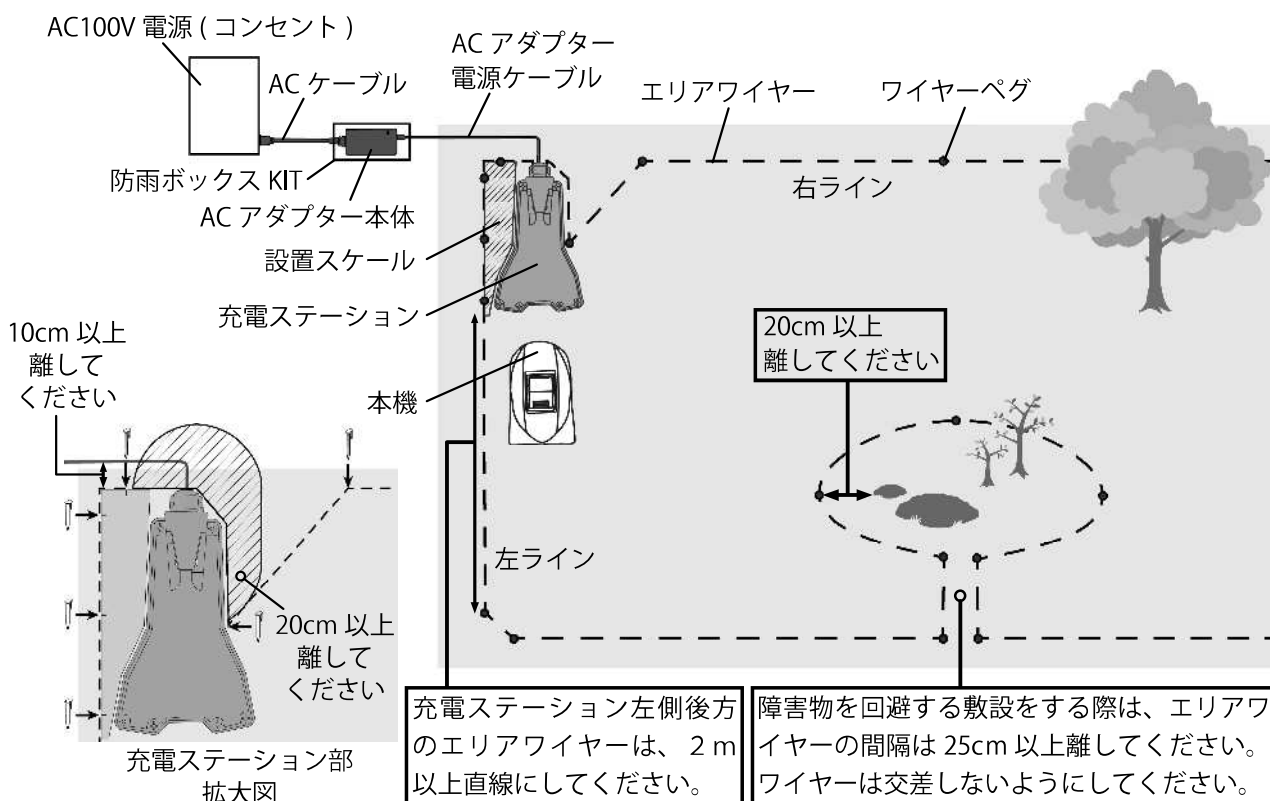 AC100V 電源 ( コンセント )
AC ケーブル
AC アダプター
電源ケーブル
エリアワイヤー
ワイヤーペグ
防雨ボックス KIT
AC アダプター本体
右ライン
設置スケール
充電ステーション
10cm 以上
離して
ください
20cm 以上
離してください
本機
左ライン
20cm 以上
離して
ください
充電ステーション部
拡大図
充電ステーション左側後方
のエリアワイヤーは、 2 m
以上直線にしてください。
障害物を回避する敷設をする際は、エリアワ
イヤーの間隔は 25cm 以上離してください。
ワイヤーは交差しないようにしてください。